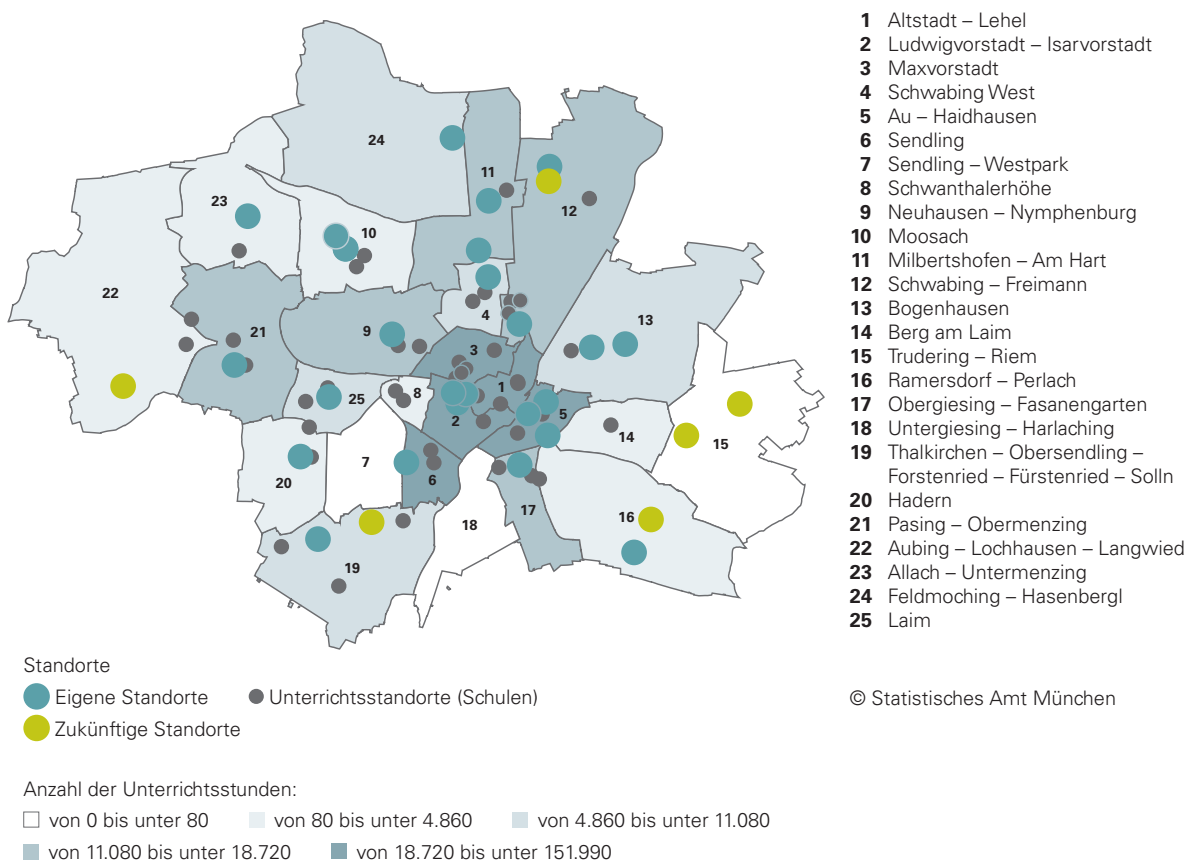 24
11
12
23
10
22
4
13
21
9
3
25
8
1
5
2
14
15
7
6
20
16
17
18
19
1 Altstadt – Lehel
2 Ludwigvorstadt – Isarvorstadt
3 Maxvorstadt
4 Schwabing West
5 Au – Haidhausen
6 Sendling
7 Sendling – Westpark
8 Schwanthalerhöhe
9 Neuhausen – Nymphenburg
10 Moosach
11 Milbertshofen – Am Hart
12 Schwabing – Freimann
13 Bogenhausen
14 Berg am Laim
15 Trudering – Riem
16 Ramersdorf – Perlach
17 Obergiesing – Fasanengarten
18 Untergiesing – Harlaching
19 Thalkirchen – Obersendling –
Forstenried – Fürstenried – Solln
20 Hadern
21 Pasing – Obermenzing
22 Aubing – Lochhausen – Langwied
23 Allach – Untermenzing
24 Feldmoching – Hasenbergl
25 Laim
Standorte
Eigene Standorte
Unterrichtsstandorte (Schulen)
Zukünftige Standorte
© Statistisches Amt München
Anzahl der Unterrichtsstunden:
von 0 bis unter 80
von 80 bis unter 4.860
von 4.860 bis unter 11.080
von 11.080 bis unter 18.720
von 18.720 bis unter 151.990